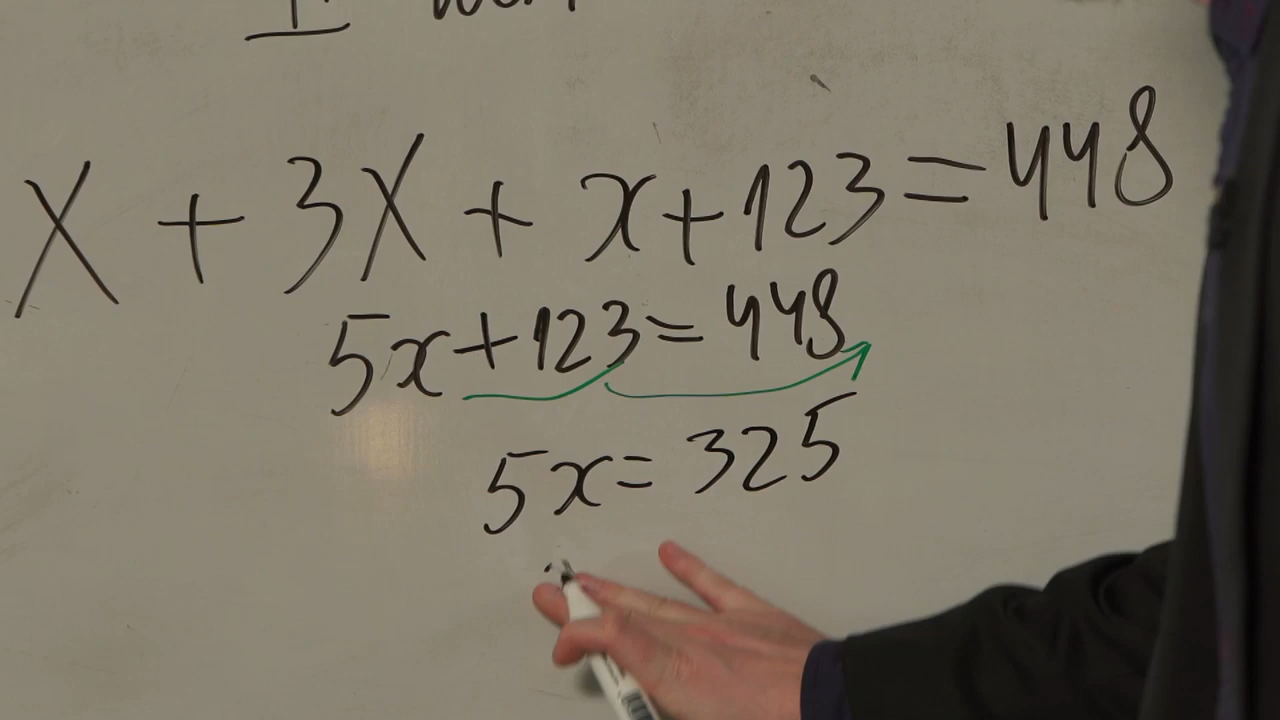 X + 3X + x + 123 = 448
5x + 123 = 448
5x = 325